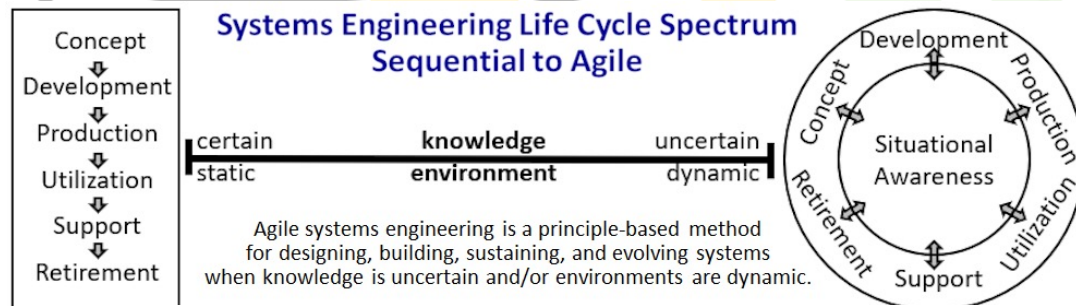 Systems Engineering Life Cycle Spectrum
Sequential to Agile
Concept
Development
Production
Utilization
Support
Retirement
certain knowledge uncertain
static environment dynamic
Agile systems engineering is a principle-based method
for designing, building, sustaining, and evolving systems
when knowledge is uncertain and/or environments are dynamic.
Concept
Development
Production
Utilization
Support
Retirement
Situational
Awareness